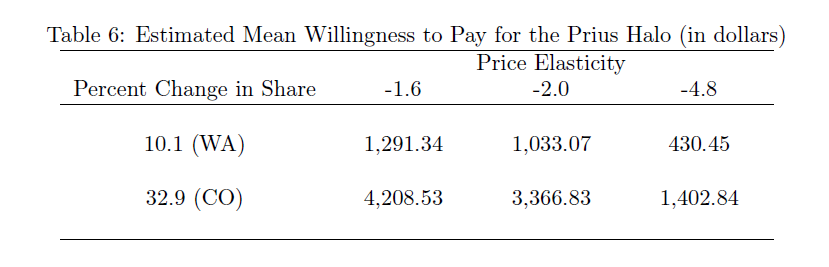 Table 6: Estimated Mean Willingness to Pay for the Prius Halo (in dollars)
Price Elasticity
Percent Change in Share -1.6 -2.0 -4.8
10.1 (WA) 1,291.34 1,033.07 430.45
32.9 (CO) 4,208.53 3,366.83 1,402.84